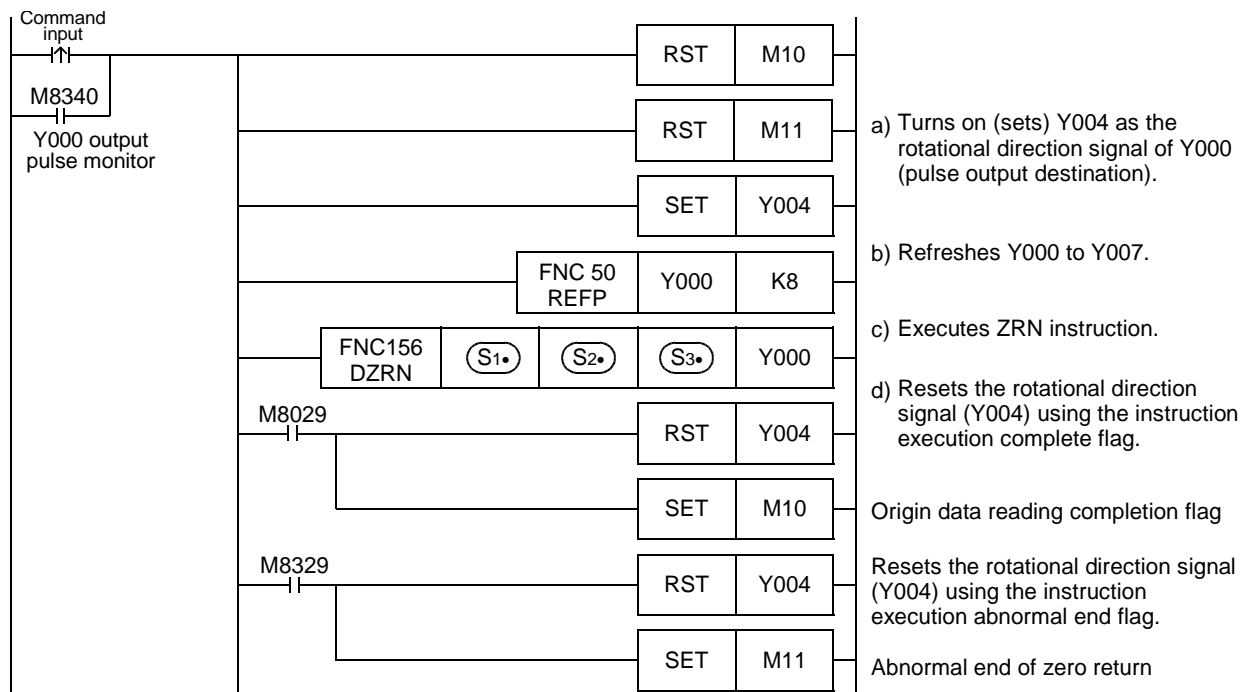 Command
input
RST M10
M8340
Y000 output
pulse monitor
RST M11
a) Turns on (sets) Y004 as the
rotational direction signal of Y000
(pulse output destination).
SET Y004
b) Refreshes Y000 to Y007.
FNC 50
REFP Y000 K8
c) Executes ZRN instruction.
FNC156
DZRN S1• S2• S3• Y000
d) Resets the rotational direction
signal (Y004) using the instruction
execution complete flag.
M8029
RST Y004
SET M10
Origin data reading completion flag
M8329
RST Y004
Resets the rotational direction signal
(Y004) using the instruction
execution abnormal end flag.
SET M11
Abnormal end of zero return